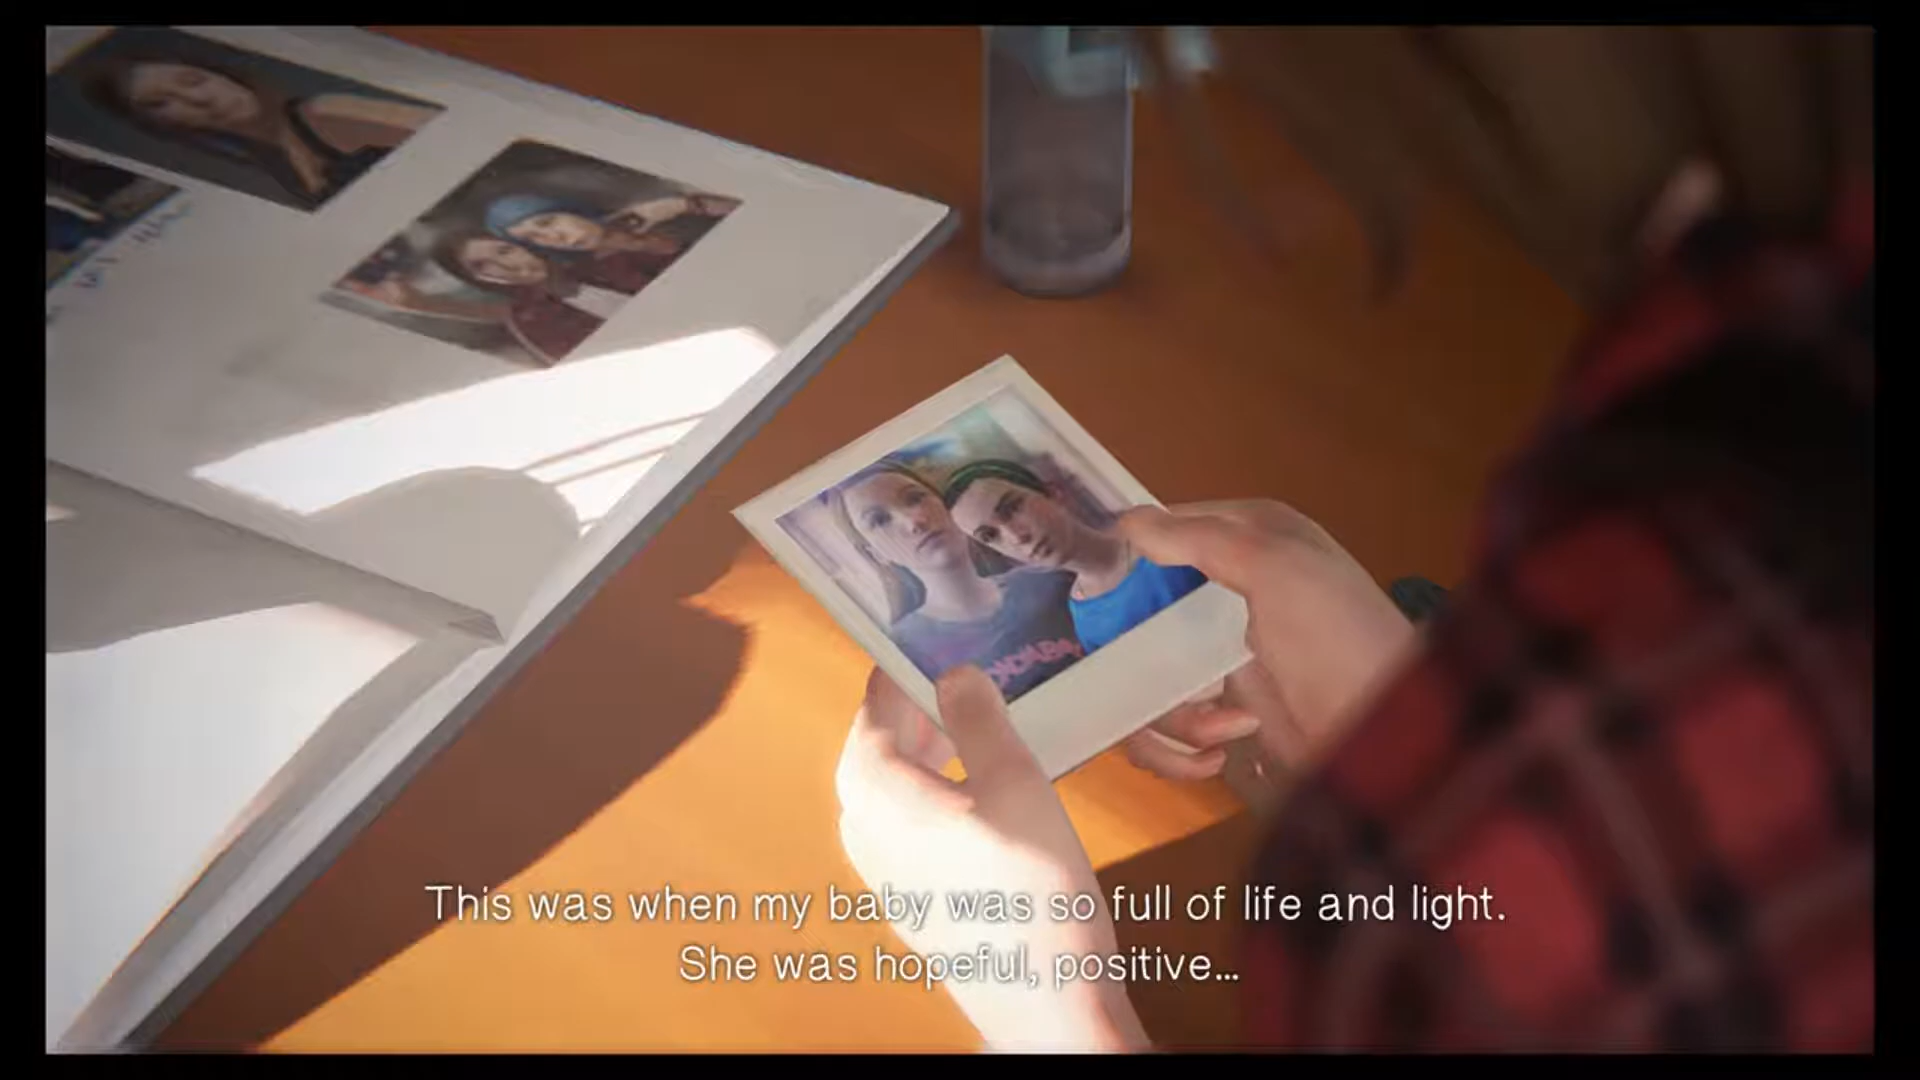 This was when my baby was so full of life and light.
She was hopeful, positive...